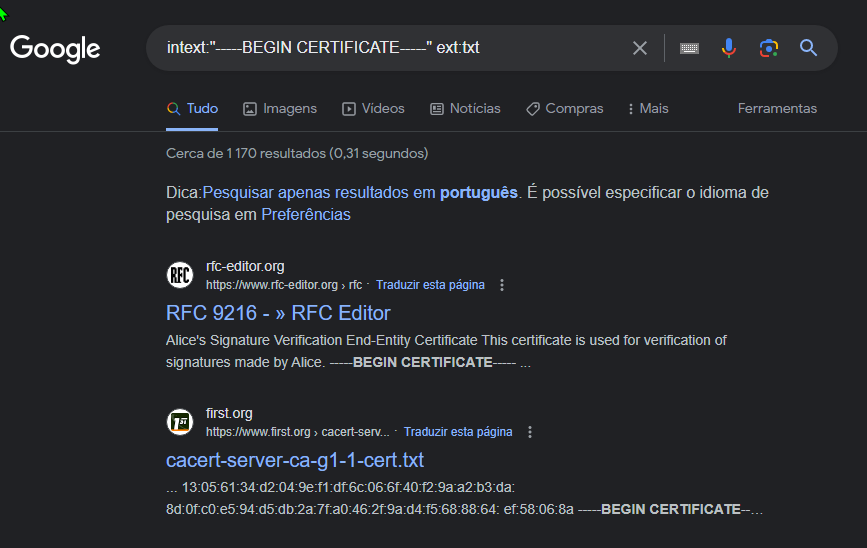 Google
intext:"-----BEGIN CERTIFICATE-----" ext:txt
Tudo Imagens Vídeos Notícias Compras Mais Ferramentas
Cerca de 1 170 resultados (0,31 segundos)
Dica:Pesquisar apenas resultados em português. É possível especificar o idioma de
pesquisa em Preferências
RFC
rfc-editor.org
https://www.rfc-editor.org › rfc · Traduzir esta página
RFC 9216 - » RFC Editor
Alice's Signature Verification End-Entity Certificate This certificate is used for verification of
signatures made by Alice. -----BEGIN CERTIFICATE----- ...
first.org
https://www.first.org › cacert-serv... · Traduzir esta página
cacert-server-ca-g1-1-cert.txt
... 13:05:61:34:d2:04:9e:f1:df:6c:06:6f:40:f2:9a:a2:b3:da:
8d:0f:c0:e5:94:d5:db:2a:7f:a0:46:2f:9a:d4:f5:68:88:64: ef:58:06:8a -----BEGIN CERTIFICATE--...